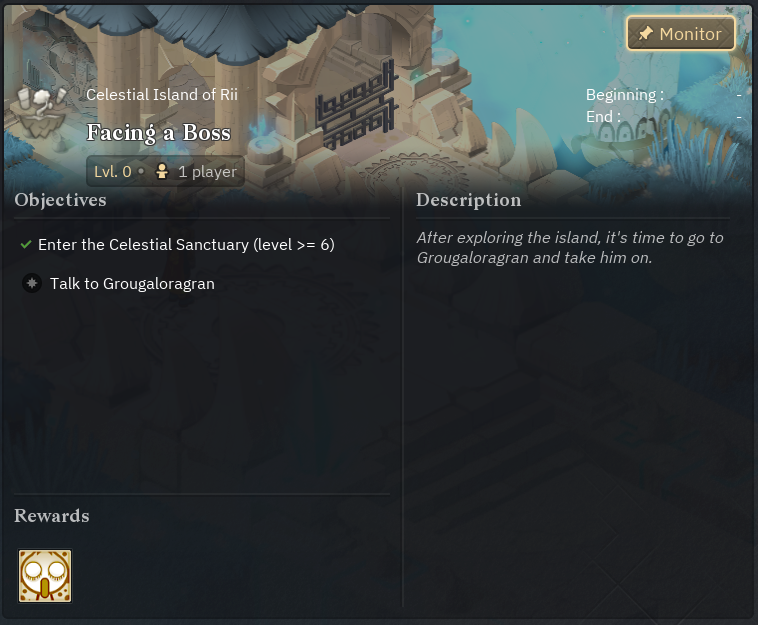 Monitor
Celestial Island of Rii
Beginning : -
Facing a Boss
End : -
Lvl. 0 • 1 player
Objectives
Enter the Celestial Sanctuary (level >= 6)
Talk to Grougaloragran
Description
After exploring the island, it's time to go to
Grougaloragran and take him on.
Rewards